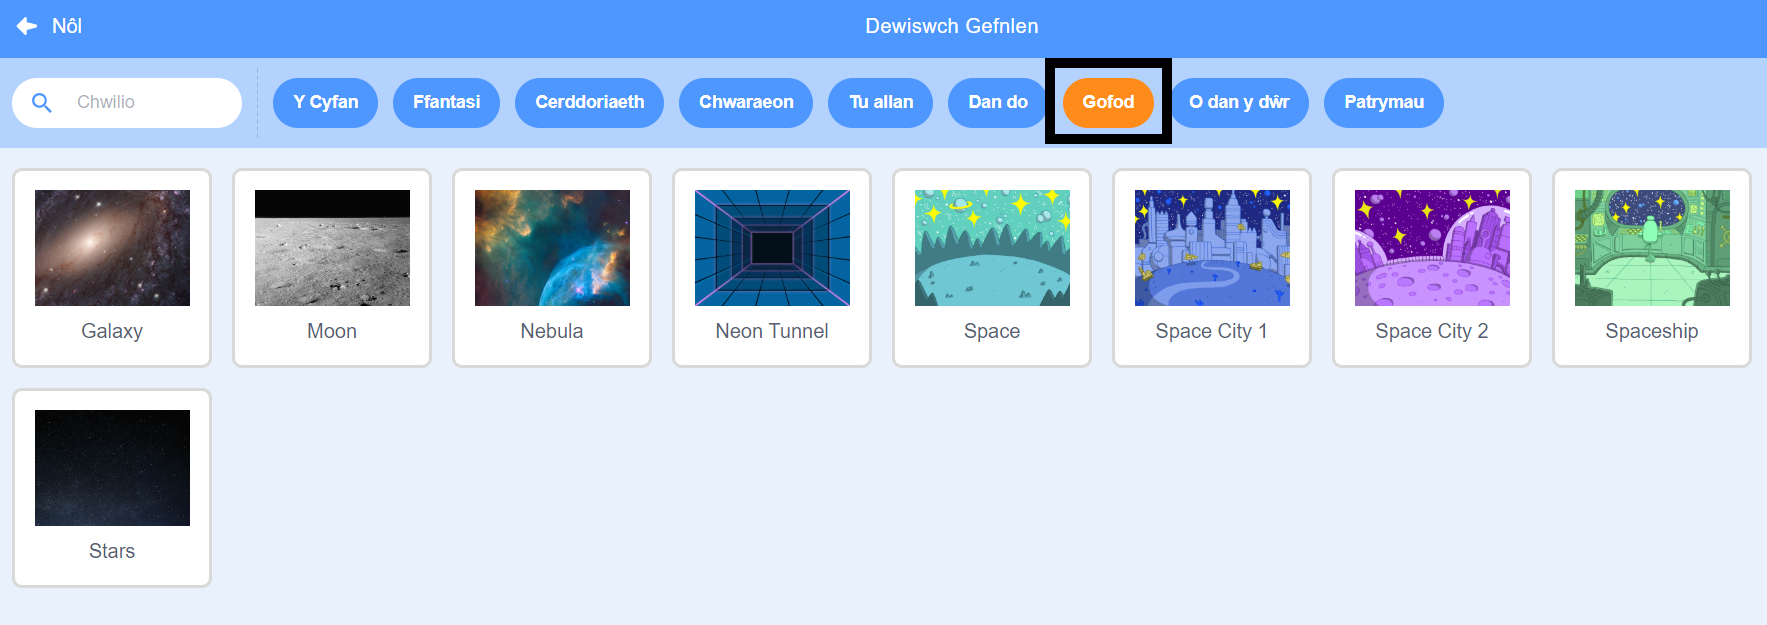 Nôl
Dewiswch Gefnlen
Chwilio
Y Cyfan Ffantasi Cerddoriaeth Chwaraeon Tu allan Dan do Gofod O dan y dŵr Patrymau
Galaxy Moon Nebula Neon Tunnel Space Space City 1 Space City 2 Spaceship
Stars